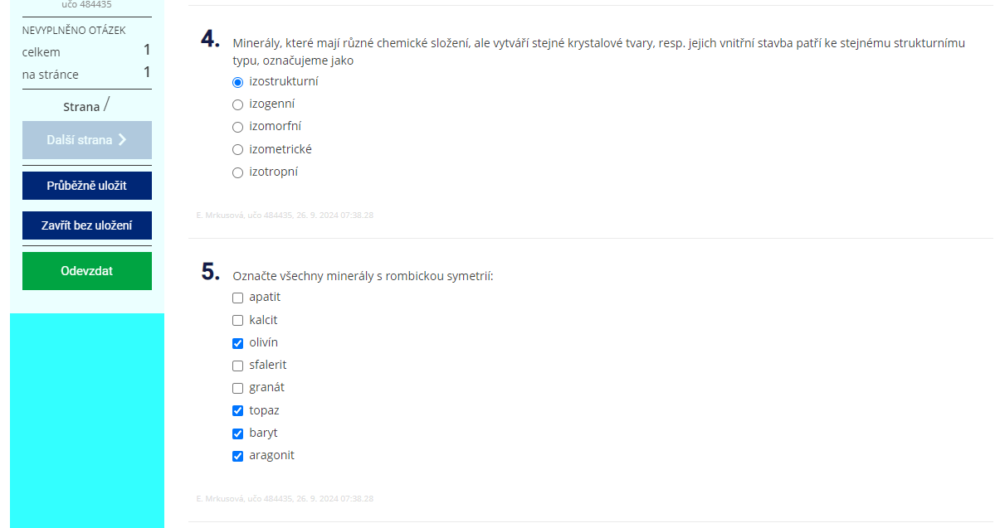 učo 484435
NEVYPLNĚNO OTÁZEK
celkem 1
na stránce 1
Strana /
Další strana
Průběžně uložit
Zavřít bez uložení
Odevzdat
4. Minerály, které mají různé chemické složení, ale vytváří stejné krystalové tvary, resp. jejich vnitřní stavba patří ke stejnému strukturnímu
typu, označujeme jako
izostrukturní
izogenní
izomorfní
izometrické
izotropní
E. Mrkusová, učo 484435, 26. 9. 2024 07:38.28
5. Označte všechny minerály s rombickou symetrií:
apatit
kalcit
olivín
sfalerit
granát
topaz
baryt
aragonit
E. Mrkusová, učo 484435, 26. 9. 2024 07:38.28